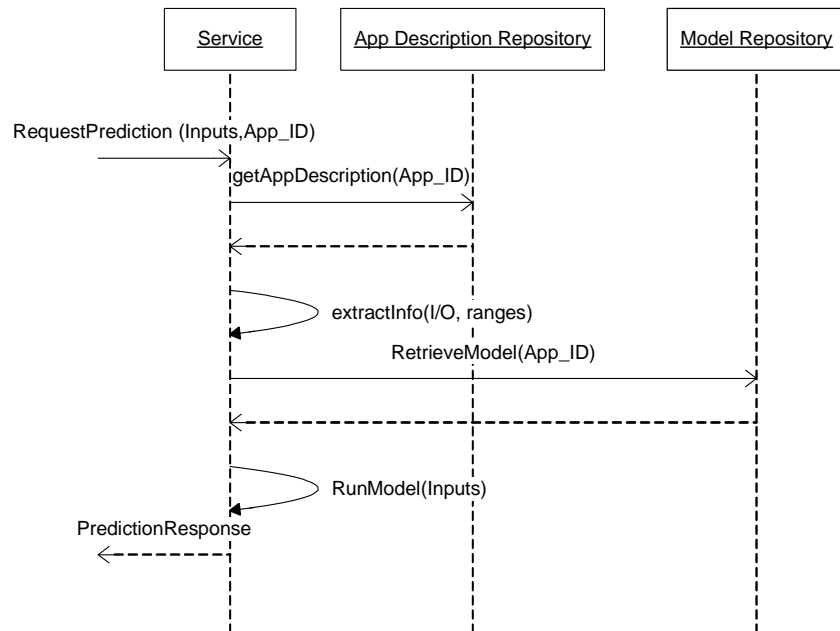 Service
App Description Repository
Model Repository
RequestPrediction (Inputs,App_ID)
getAppDescription(App_ID)
extractInfo(I/O, ranges)
RetrieveModel(App_ID)
RunModel(Inputs)
PredictionResponse